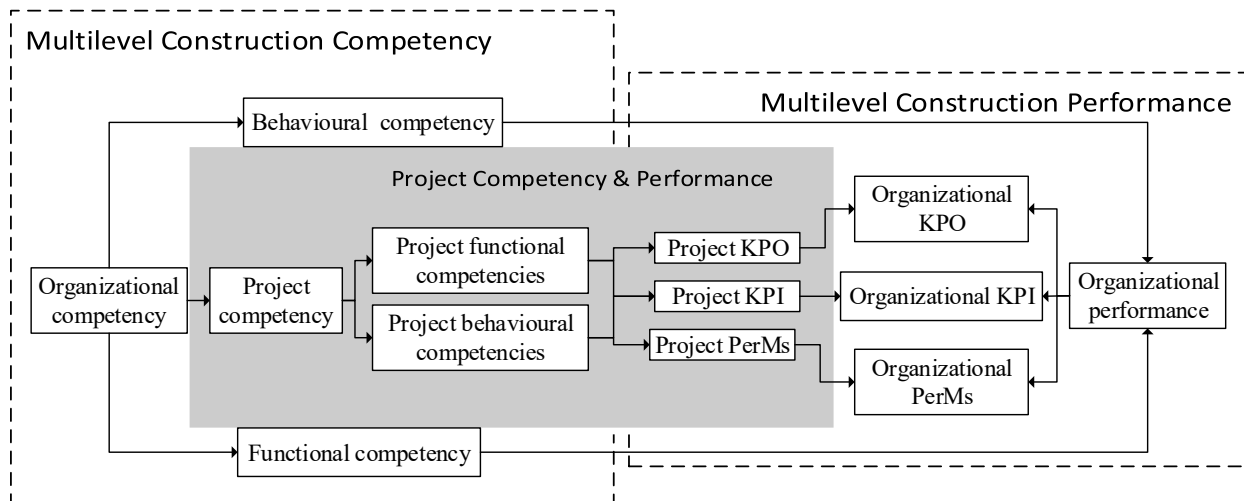 Multilevel Construction Competency
Multilevel Construction Performance
Behavioural competency
Project Competency & Performance
Organizational
competency
Project
competency
Project functional
competencies
Project behavioural
competencies
Project KPO
Project KPI
Project PerMs
Organizational
KPO
Organizational KPI
Organizational
PerMs
Organizational
performance
Functional competency